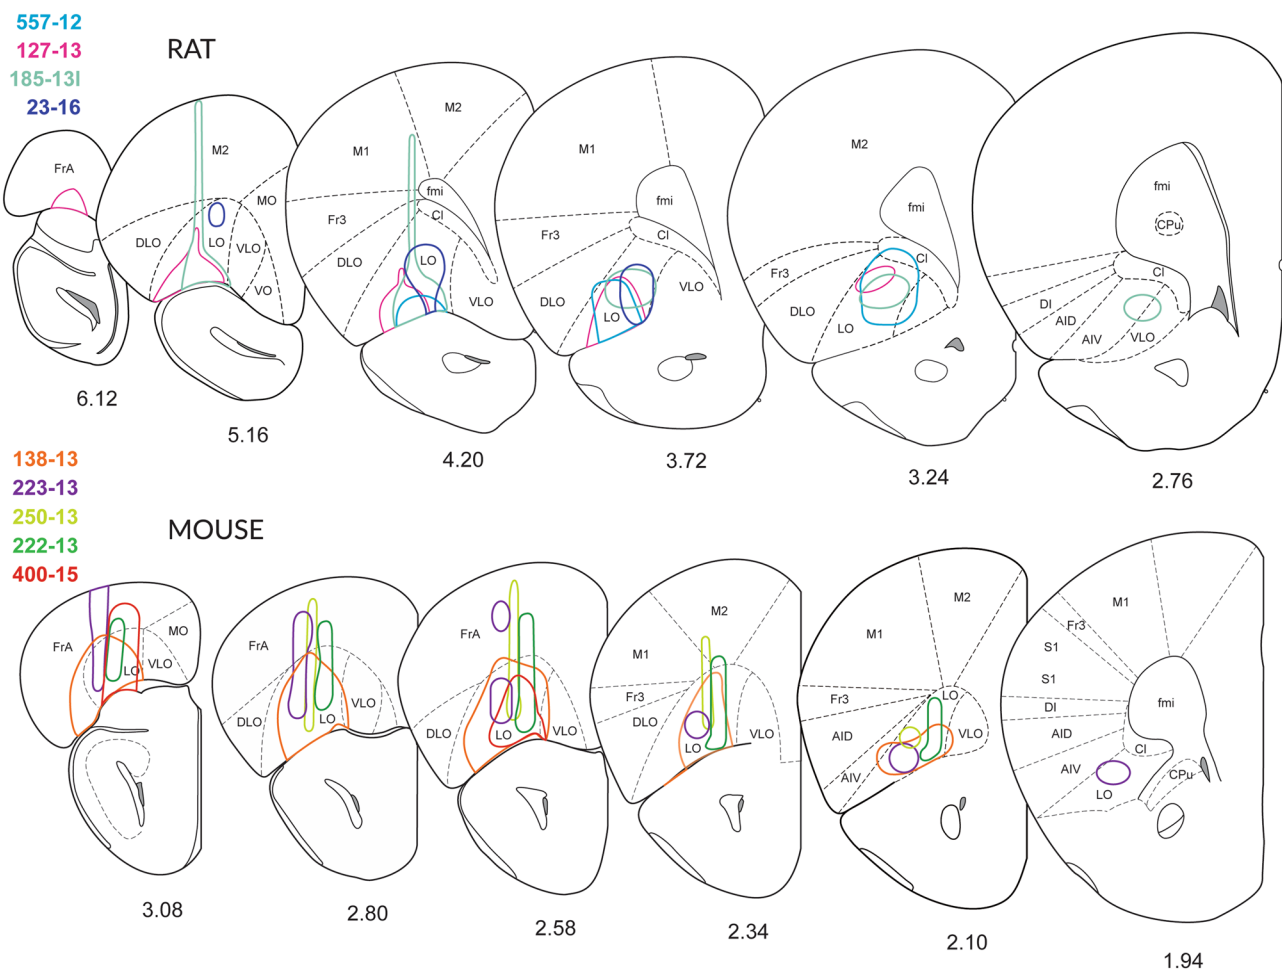 557-12
127-13
185-13l
23-16
RAT
FrA
6.12
M2
MO
DLO
LO
VLO
VO
5.16
M2
M1
fmi
Fr3
Cl
DLO
LO
VLO
4.20
M1
fmi
Fr3
Cl
DLO
LO
VLO
3.72
M2
fmi
Fr3
Cl
DLO
LO
3.24
fmi
CPu
Cl
DI
AID
AIV
VLO
2.76
138-13
223-13
250-13
222-13
400-15
MOUSE
FrA
MO
LO
VLO
3.08
FrA
DLO
LO
VLO
2.80
FrA
DLO
LO
VLO
2.58
M2
M1
Fr3
DLO
LO
VLO
2.34
M2
M1
Fr3
LO
AID
VLO
AIV
2.10
M1
Fr3
S1
S1
fmi
DI
AID
Cl
AIV
CPu
LO
1.94